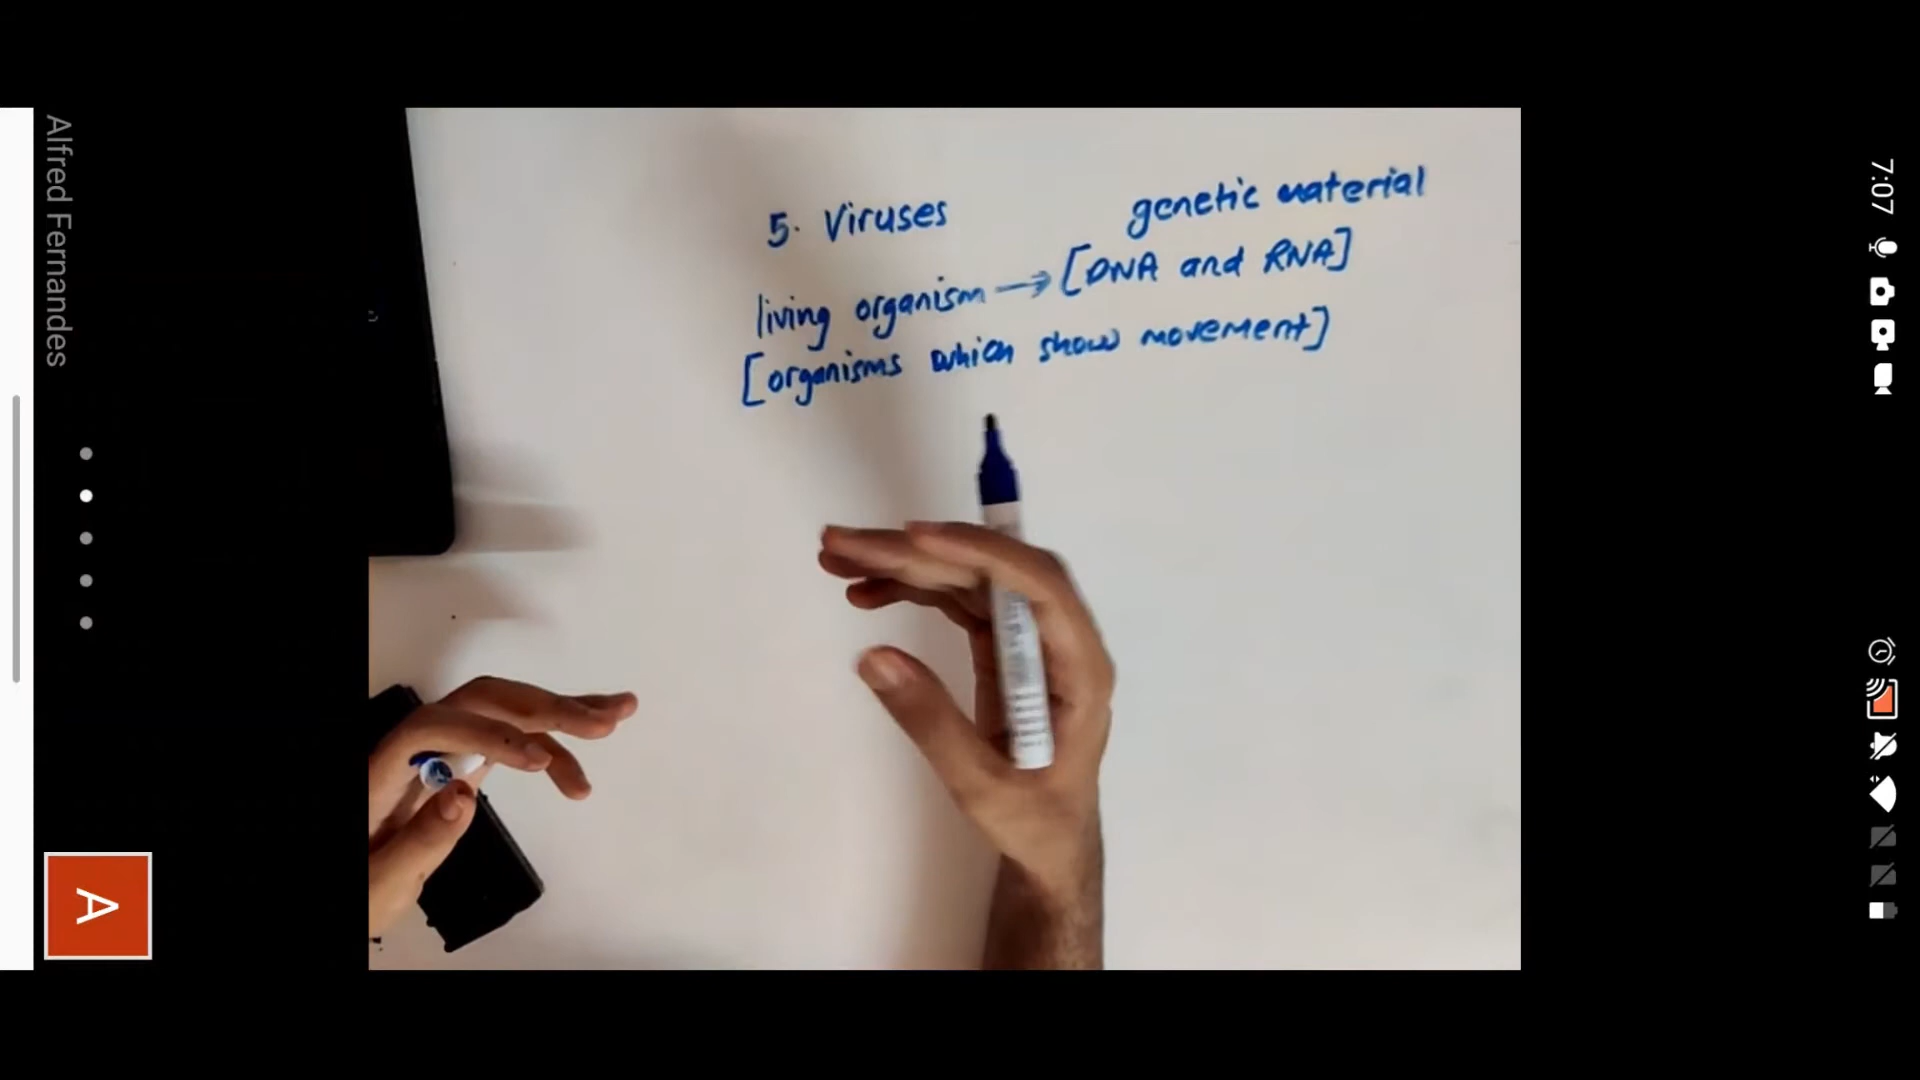 Alfred Fernandes
7:07
5. Viruses
genetic material
living organism → [DNA and RNA]
[organisms which show movement]
A